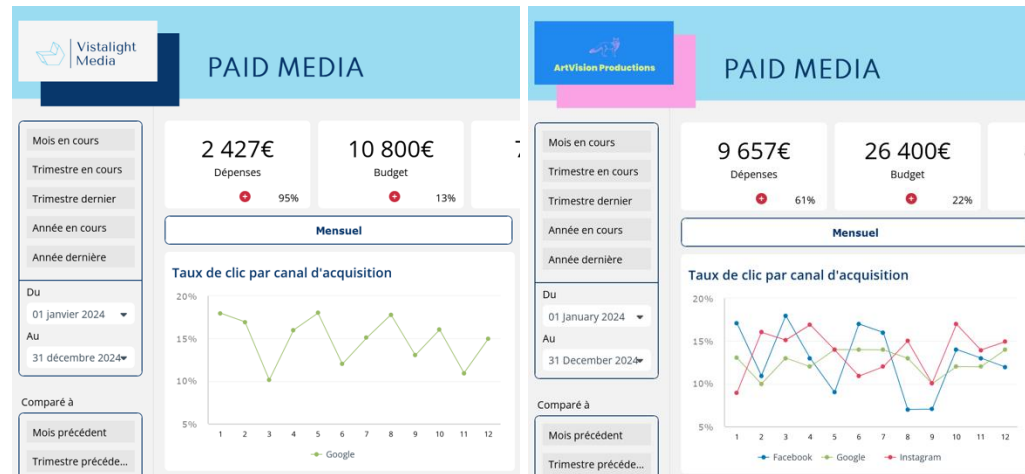 Vistalight
Media
PAID MEDIA
Mois en cours
Trimestre en cours
Trimestre dernier
Année en cours
Année dernière
Du
01 janvier 2024
Au
31 décembre 2024
Comparé à
Mois précédent
Trimestre précéde...
2 427€
Dépenses
95%
10 800€
Budget
13%
Mensuel
Taux de clic par canal d'acquisition
20%
15%
10%
5%
1 2 3 4 5 6 7 8 9 10 11 12
Google
ArtVision Productions
PAID MEDIA
Mois en cours
Trimestre en cours
Trimestre dernier
Année en cours
Année dernière
Du
01 January 2024
Au
31 December 2024
Comparé à
Mois précédent
Trimestre précéde...
9 657€
Dépenses
61%
26 400€
Budget
22%
Mensuel
Taux de clic par canal d'acquisition
20%
15%
10%
5%
1 2 3 4 5 6 7 8 9 10 11 12
Facebook Google Instagram